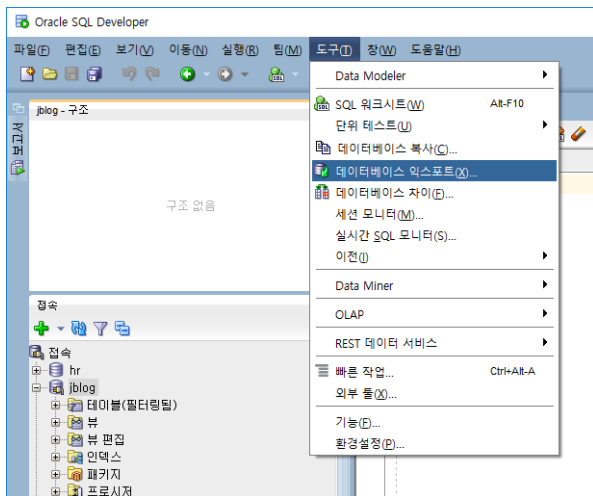 Oracle SQL Developer
파일(F) 편집(E) 보기(V) 이동(N) 실행(R) 팀(M) 도구(T) 창(W) 도움말(H)
Data Modeler
SQL 워크시트(W) Alt-F10
단위 테스트(U)
데이터베이스 복사(C)...
데이터베이스 익스포트(X)...
데이터베이스 차이(F)...
세션 모니터(M)...
실시간 SQL 모니터(S)...
이전(I)
Data Miner
OLAP
REST 데이터 서비스
빠른 작업... Ctrl+Alt-A
외부 툴(X)...
기능(F)...
환경설정(P)...
jblog - 구조
구조 없음
접속
접속
hr
jblog
테이블(필터링됨)
뷰
뷰 편집
인덱스
패키지
프로시저